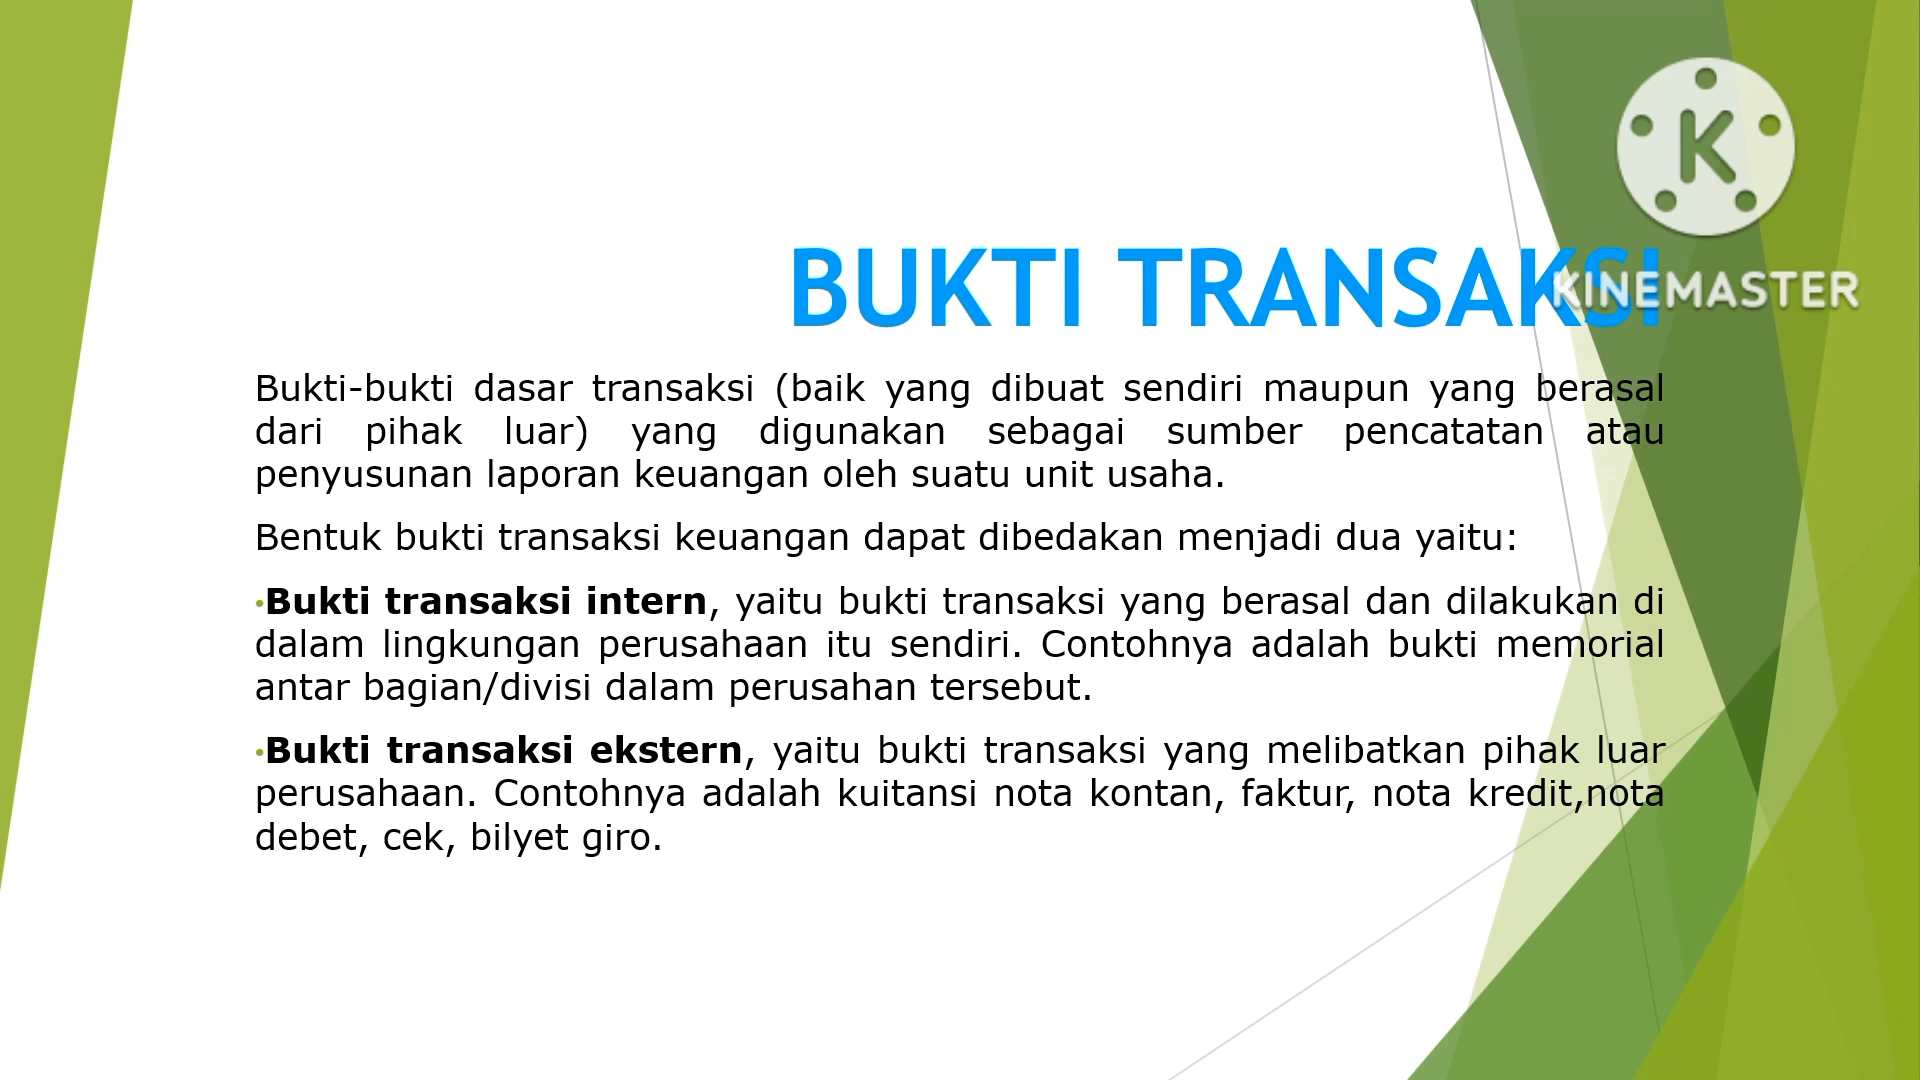 K
KINEMASTER
BUKTI TRANSAKSI
Bukti-bukti dasar transaksi (baik yang dibuat sendiri maupun yang berasal
dari pihak luar) yang digunakan sebagai sumber pencatatan atau
penyusunan laporan keuangan oleh suatu unit usaha.
Bentuk bukti transaksi keuangan dapat dibedakan menjadi dua yaitu:
•Bukti transaksi intern, yaitu bukti transaksi yang berasal dan dilakukan di
dalam lingkungan perusahaan itu sendiri. Contohnya adalah bukti memorial
antar bagian/divisi dalam perusahan tersebut.
•Bukti transaksi ekstern, yaitu bukti transaksi yang melibatkan pihak luar
perusahaan. Contohnya adalah kuitansi nota kontan, faktur, nota kredit,nota
debet, cek, bilyet giro.